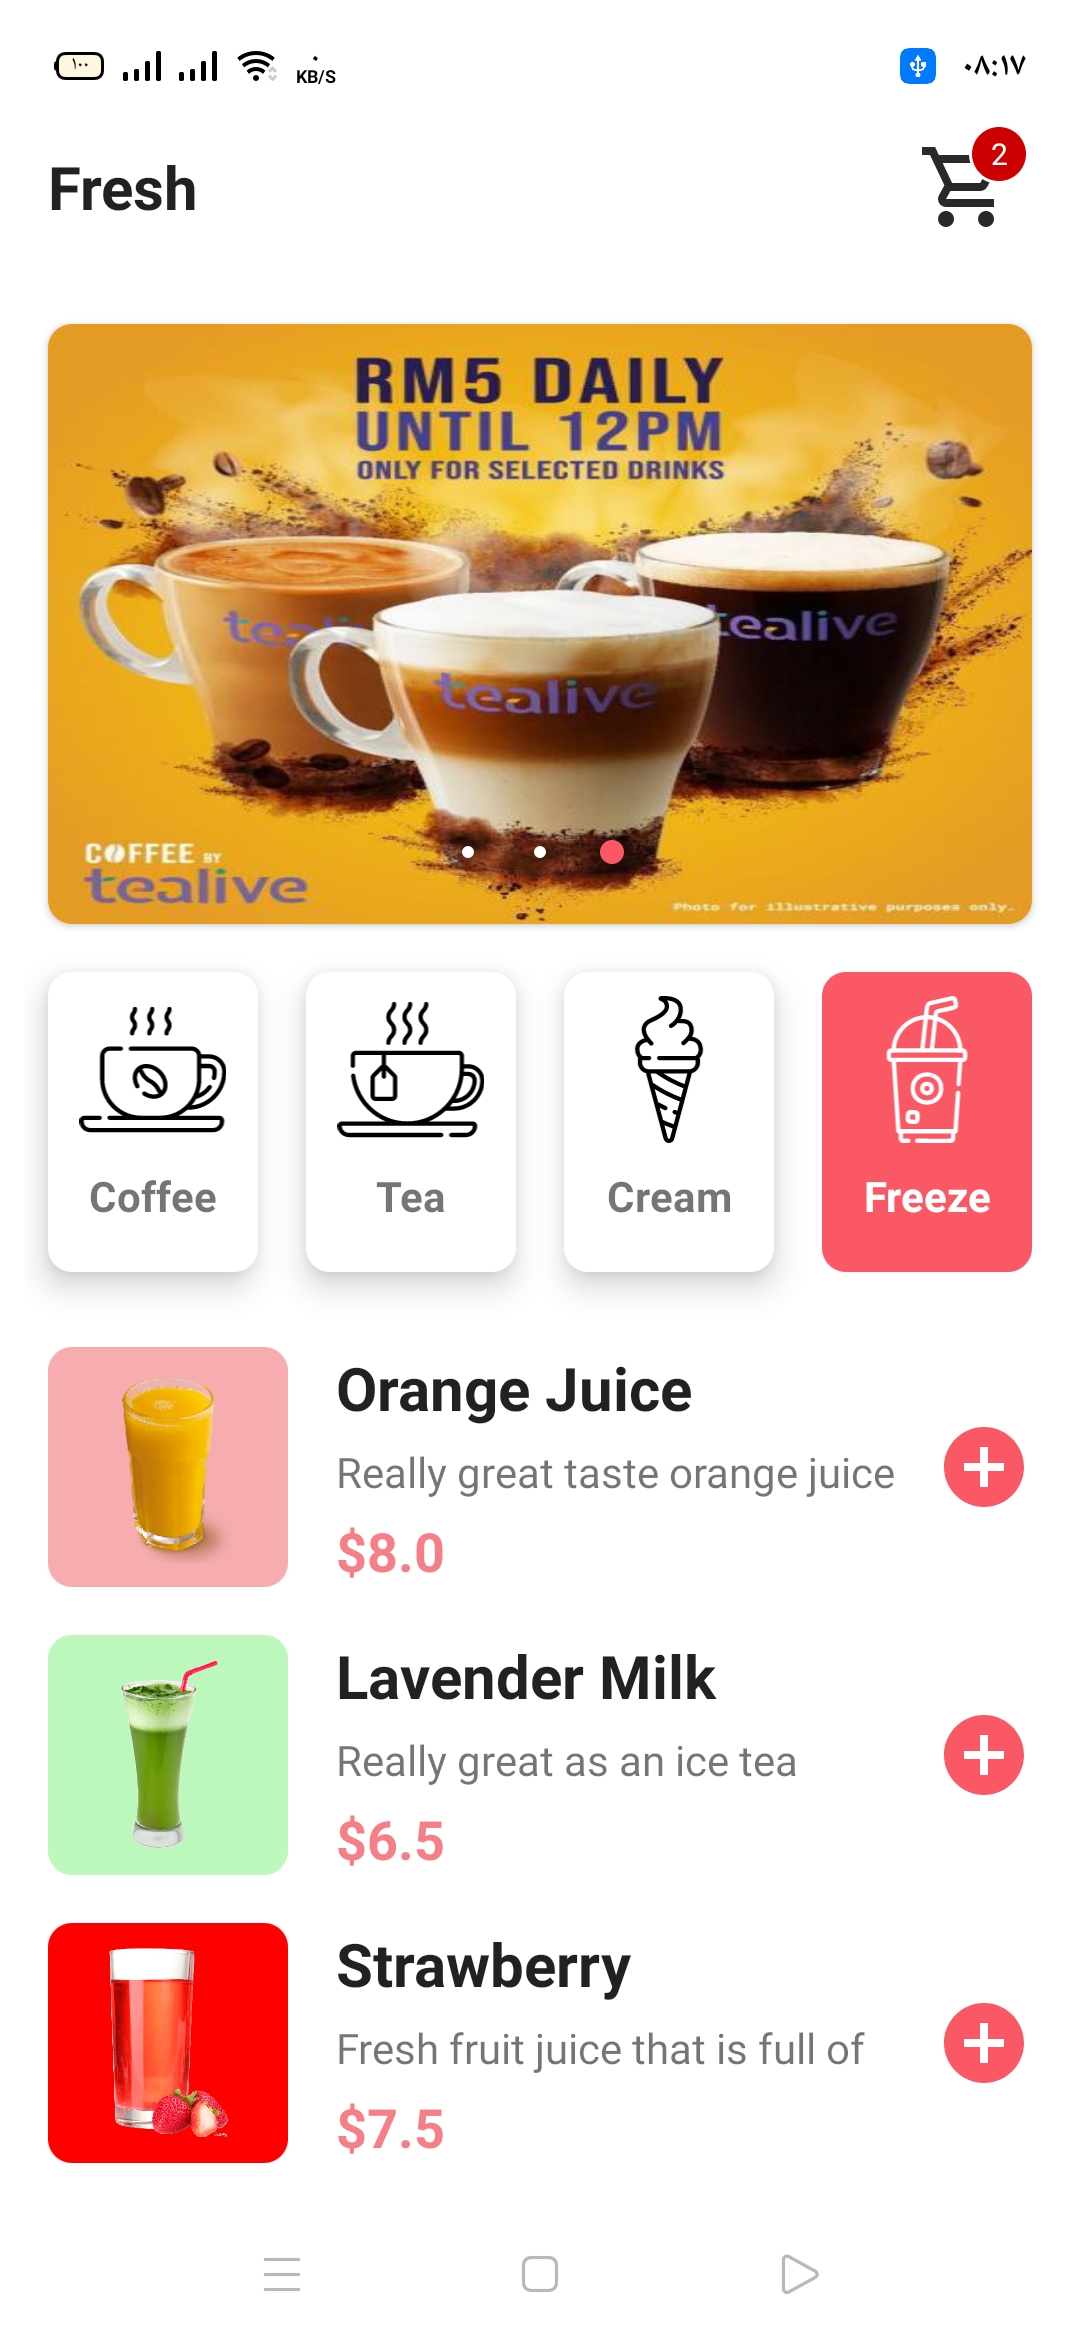 ١٠٠
٠ KB/S
٠٨:١٧
Fresh
2
RM5 DAILY
UNTIL 12PM
ONLY FOR SELECTED DRINKS
tealive
tealive
COFFEE BY
tealive
Photo for illustrative purposes only.
Coffee
Tea
Cream
Freeze
Orange Juice
Really great taste orange juice
$8.0
Lavender Milk
Really great as an ice tea
$6.5
Strawberry
Fresh fruit juice that is full of
$7.5